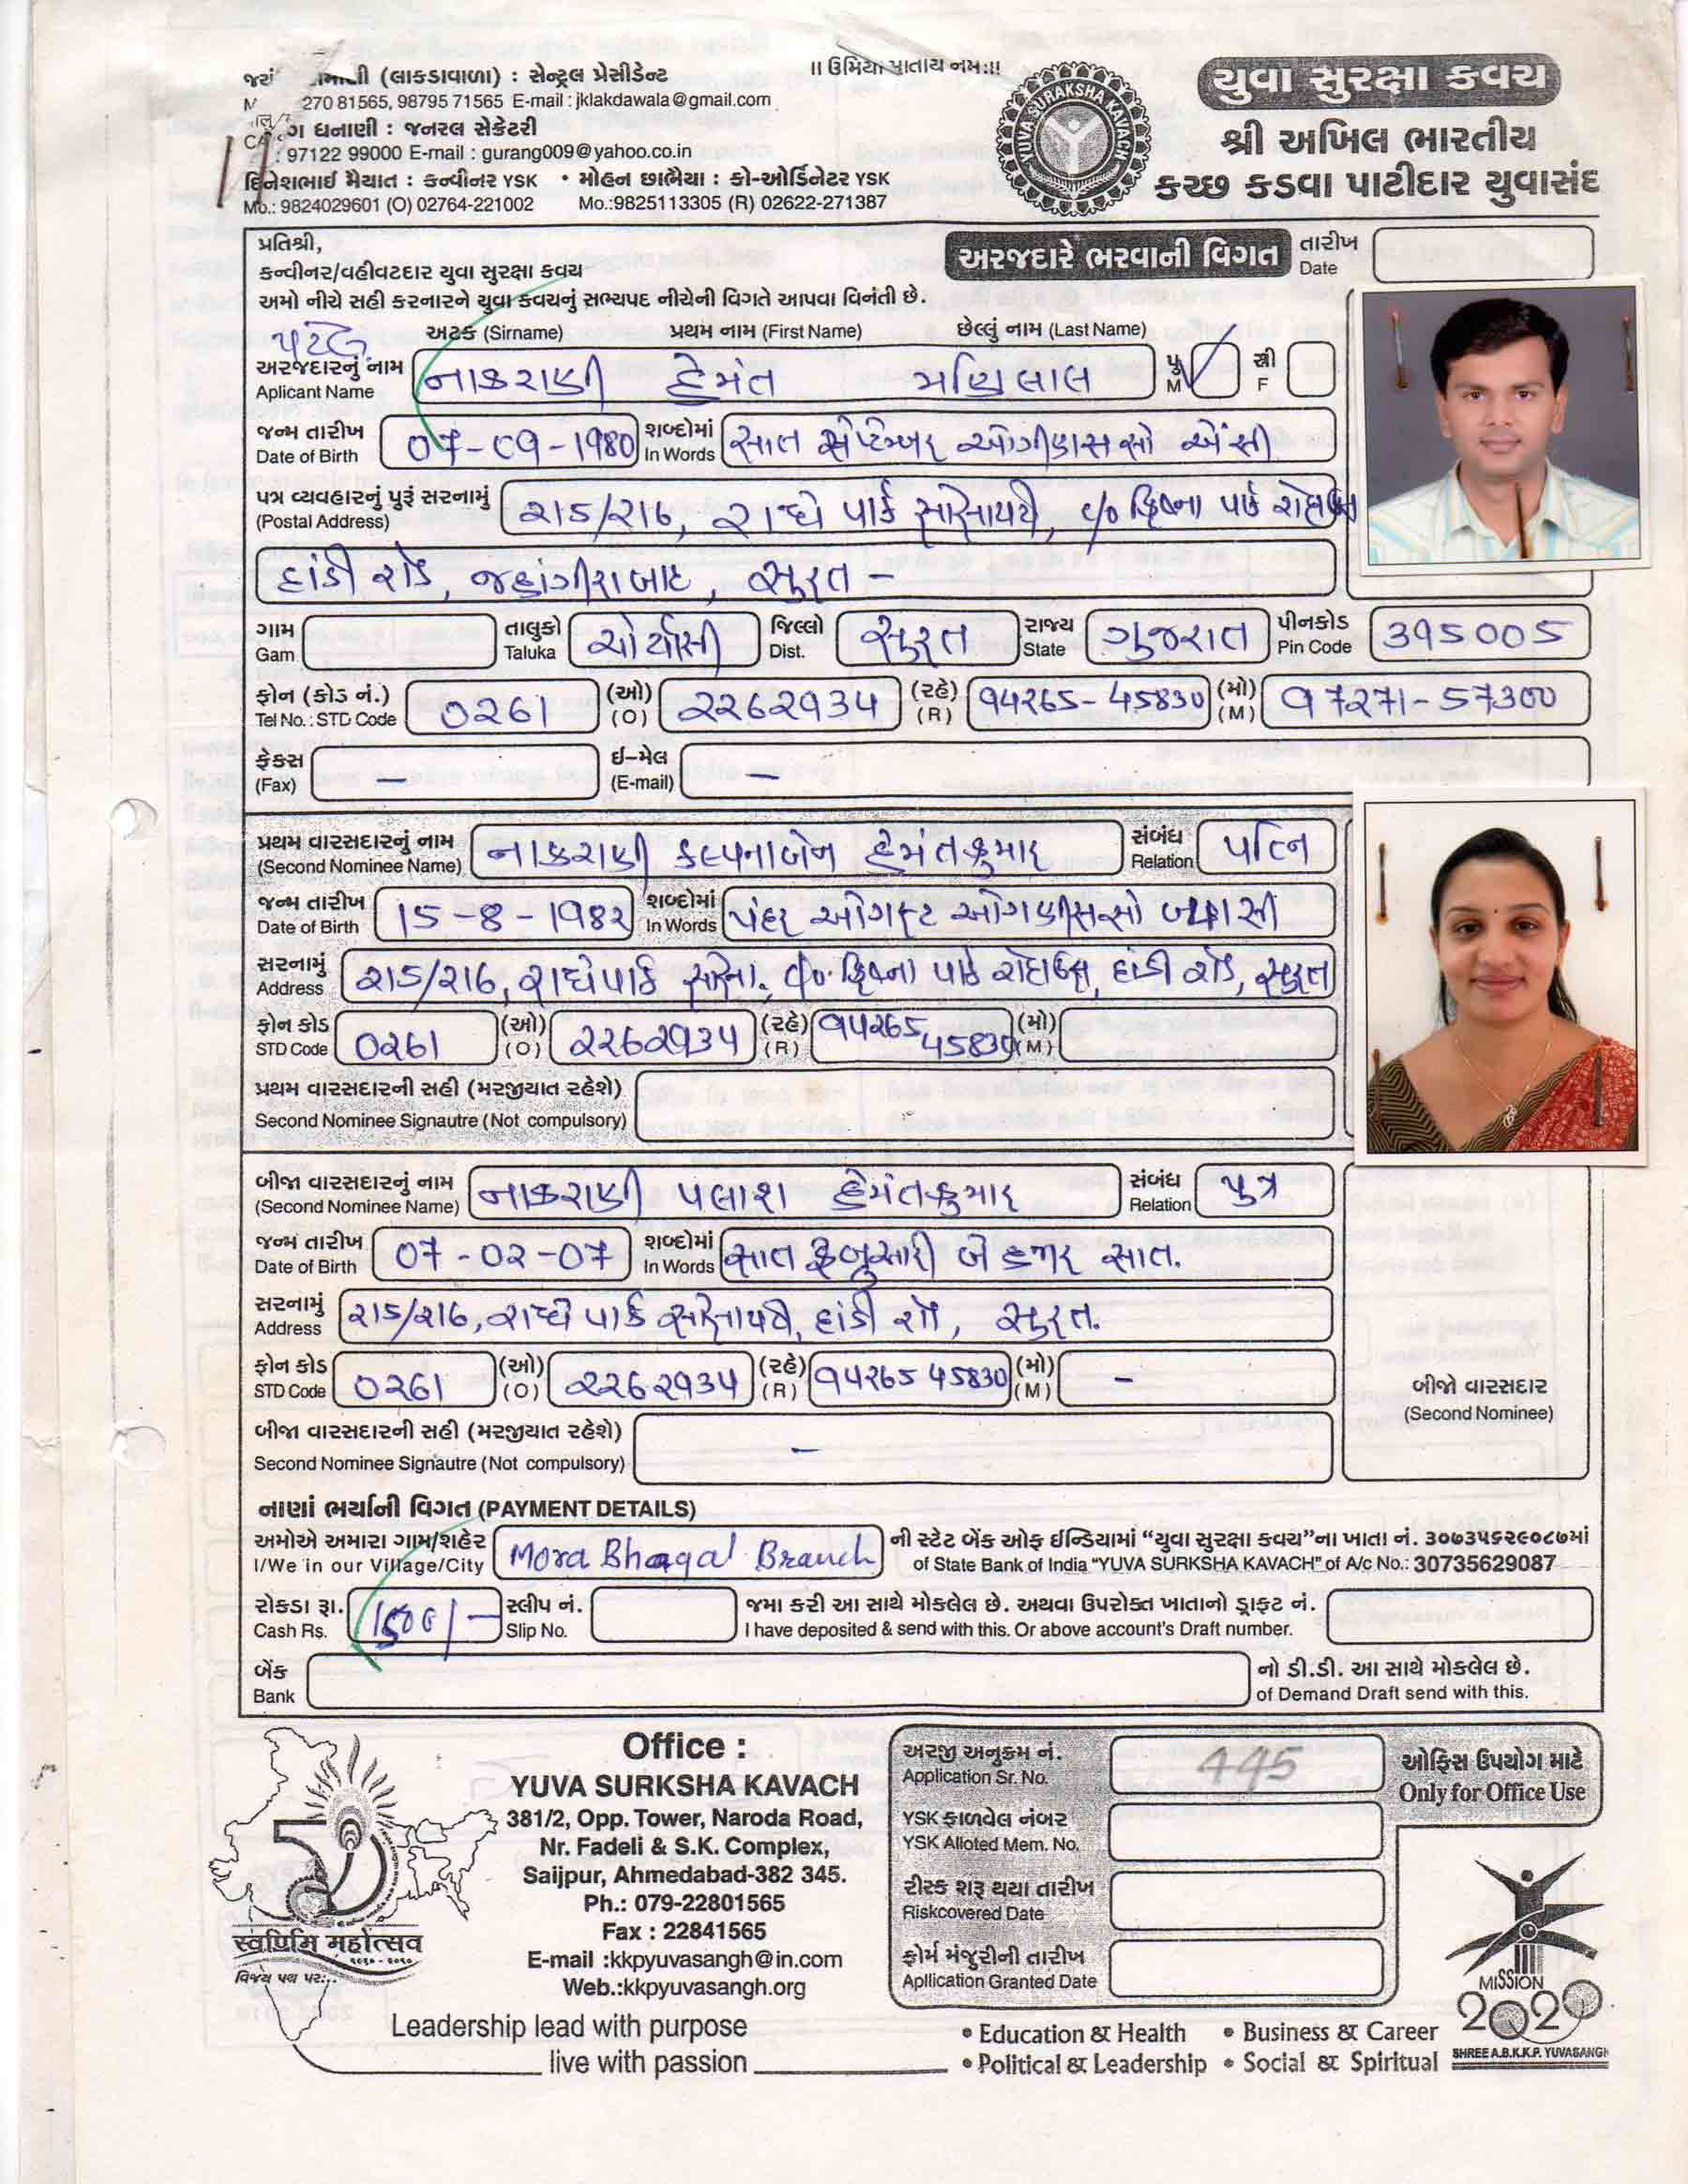 (લાકડાવાળા) : સેન્ટ્રલ પ્રેસીડેન્ટ
270 81565, 98795 71565 E-mail : jklakdawala@gmail.com
ધનાણી : જનરલ સેક્રેટરી
: 97122 99000 E-mail : gurang009@yahoo.co.in
દિનેશભાઈ મૈયાત : કન્વીનર YSK • મોહન છાભૈયા : કો-ઓર્ડિનેટર YSK
Mo.: 9824029601 (O) 02764-221002 Mo.:9825113305 (R) 02622-271387
॥ ઉમિયા માતાય નમઃ॥
YUVA SURAKSHA KAVACH
યુવા સુરક્ષા કવચ
શ્રી અખિલ ભારતીય
કચ્છ કડવા પાટીદાર યુવાસંઘ
પ્રતિશ્રી,
અરજદારે ભરવાની વિગત તારીખ
Date
કન્વીનર/વહીવટદાર યુવા સુરક્ષા કવચ
અમો નીચે સહી કરનારને યુવા કવચનું સભ્યપદ નીચેની વિગતે આપવા વિનંતી છે.
પટેલ
અટક (Sirname) પ્રથમ નામ (First Name) છેલ્લું નામ (Last Name)
અરજદારનું નામ નાકરાણી હેમંત મણિલાલ પુ સ્રી
Aplicant Name M F
જન્મ તારીખ 07-09-1980 શબ્દોમાં સાત સેપ્ટેમ્બર ઓગણીસ સો એંસી
Date of Birth In Words
પત્ર વ્યવહારનું પુરૂં સરનામું ૨૧૫/૨૧૬, રાધે પાર્ક સોસાયટી, c/o ક્રિષ્ના પાર્ક રોહાઉસ
(Postal Address)
દાંડી રોડ, જહાંગીરાબાદ, સુરત -
ગામ તાલુકો ચોર્યાસી જિલ્લો સુરત રાજ્ય ગુજરાત પીનકોડ 395005
Gam Taluka Dist. State Pin Code
ફોન (કોડ નં.) 0261 (ઓ) ૨૨૬૨૭૩૪ (રહે) 94265-45830 (મો) 97271-57300
Tel No. : STD Code (O) (R) (M)
ફેક્સ — ઈ-મેલ —
(Fax) (E-mail)
પ્રથમ વારસદારનું નામ નાકરાણી કલ્પનાબેન હેમંતકુમાર સંબંધ પત્નિ
(Second Nominee Name) Relation
જન્મ તારીખ 15-8-1982 શબ્દોમાં પંદર ઓગસ્ટ ઓગણીસસો બ્યાસી
Date of Birth In Words
સરનામું ૨૧૫/૨૧૬, રાધેપાર્ક સોસા. c/o. ક્રિષ્ના પાર્ક રોહાઉસ, દાંડી રોડ, સુરત
Address
ફોન કોડ 0261 (ઓ) ૨૨૬૨૭૩૪ (રહે) 94265 45830 (મો)
STD Code (O) (R) (M)
પ્રથમ વારસદારની સહી (મરજીયાત રહેશે)
Second Nominee Signautre (Not compulsory)
બીજા વારસદારનું નામ નાકરાણી પલાશ હેમંતકુમાર સંબંધ પુત્ર
(Second Nominee Name) Relation
જન્મ તારીખ 07-02-07 શબ્દોમાં સાત ફેબ્રુઆરી બે હજાર સાત.
Date of Birth In Words
સરનામું ૨૧૫/૨૧૬, રાધે પાર્ક સોસાયટી, દાંડી રોડ, સુરત.
Address
ફોન કોડ 0261 (ઓ) ૨૨૬૨૭૩૪ (રહે) 94265 45830 (મો) -
STD Code (O) (R) (M)
બીજો વારસદાર
(Second Nominee)
બીજા વારસદારની સહી (મરજીયાત રહેશે) —
Second Nominee Signautre (Not compulsory)
નાણાં ભર્યાની વિગત (PAYMENT DETAILS)
અમોએ અમારા ગામ/શહેર Mora Bhagal Branch ની સ્ટેટ બેંક ઓફ ઈન્ડિયામાં “યુવા સુરક્ષા કવચ”ના ખાતા નં. ૩૦૭૩૫૬૨૯૦૮૭માં
I/We in our Village/City of State Bank of India “YUVA SURKSHA KAVACH” of A/c No.: 30735629087
રોકડા રૂા. 1500/- સ્લીપ નં. જમા કરી આ સાથે મોકલેલ છે. અથવા ઉપરોક્ત ખાતાનો ડ્રાફ્ટ નં.
Cash Rs. Slip No. I have deposited & send with this. Or above account's Draft number.
બેંક નો ડી.ડી. આ સાથે મોકલેલ છે.
Bank of Demand Draft send with this.
Office :
YUVA SURKSHA KAVACH
381/2, Opp. Tower, Naroda Road,
Nr. Fadeli & S.K. Complex,
Saijpur, Ahmedabad-382 345.
Ph.: 079-22801565
Fax : 22841565
E-mail :kkpyuvasangh@in.com
Web.:kkpyuvasangh.org
स्वर्णिम महोत्सव
વિજય પથ પર...
Leadership lead with purpose
live with passion
અરજી અનુક્રમ નં. 445
Application Sr. No.
YSK ફાળવેલ નંબર
YSK Alloted Mem. No.
રીસ્ક શરૂ થયા તારીખ
Riskcovered Date
ફોર્મ મંજુરીની તારીખ
Apllication Granted Date
ઓફિસ ઉપયોગ માટે
Only for Office Use
MISSION
2020
SHREE A.B.K.K.P. YUVASANGH
• Education & Health • Business & Career
• Political & Leadership • Social & Spiritual